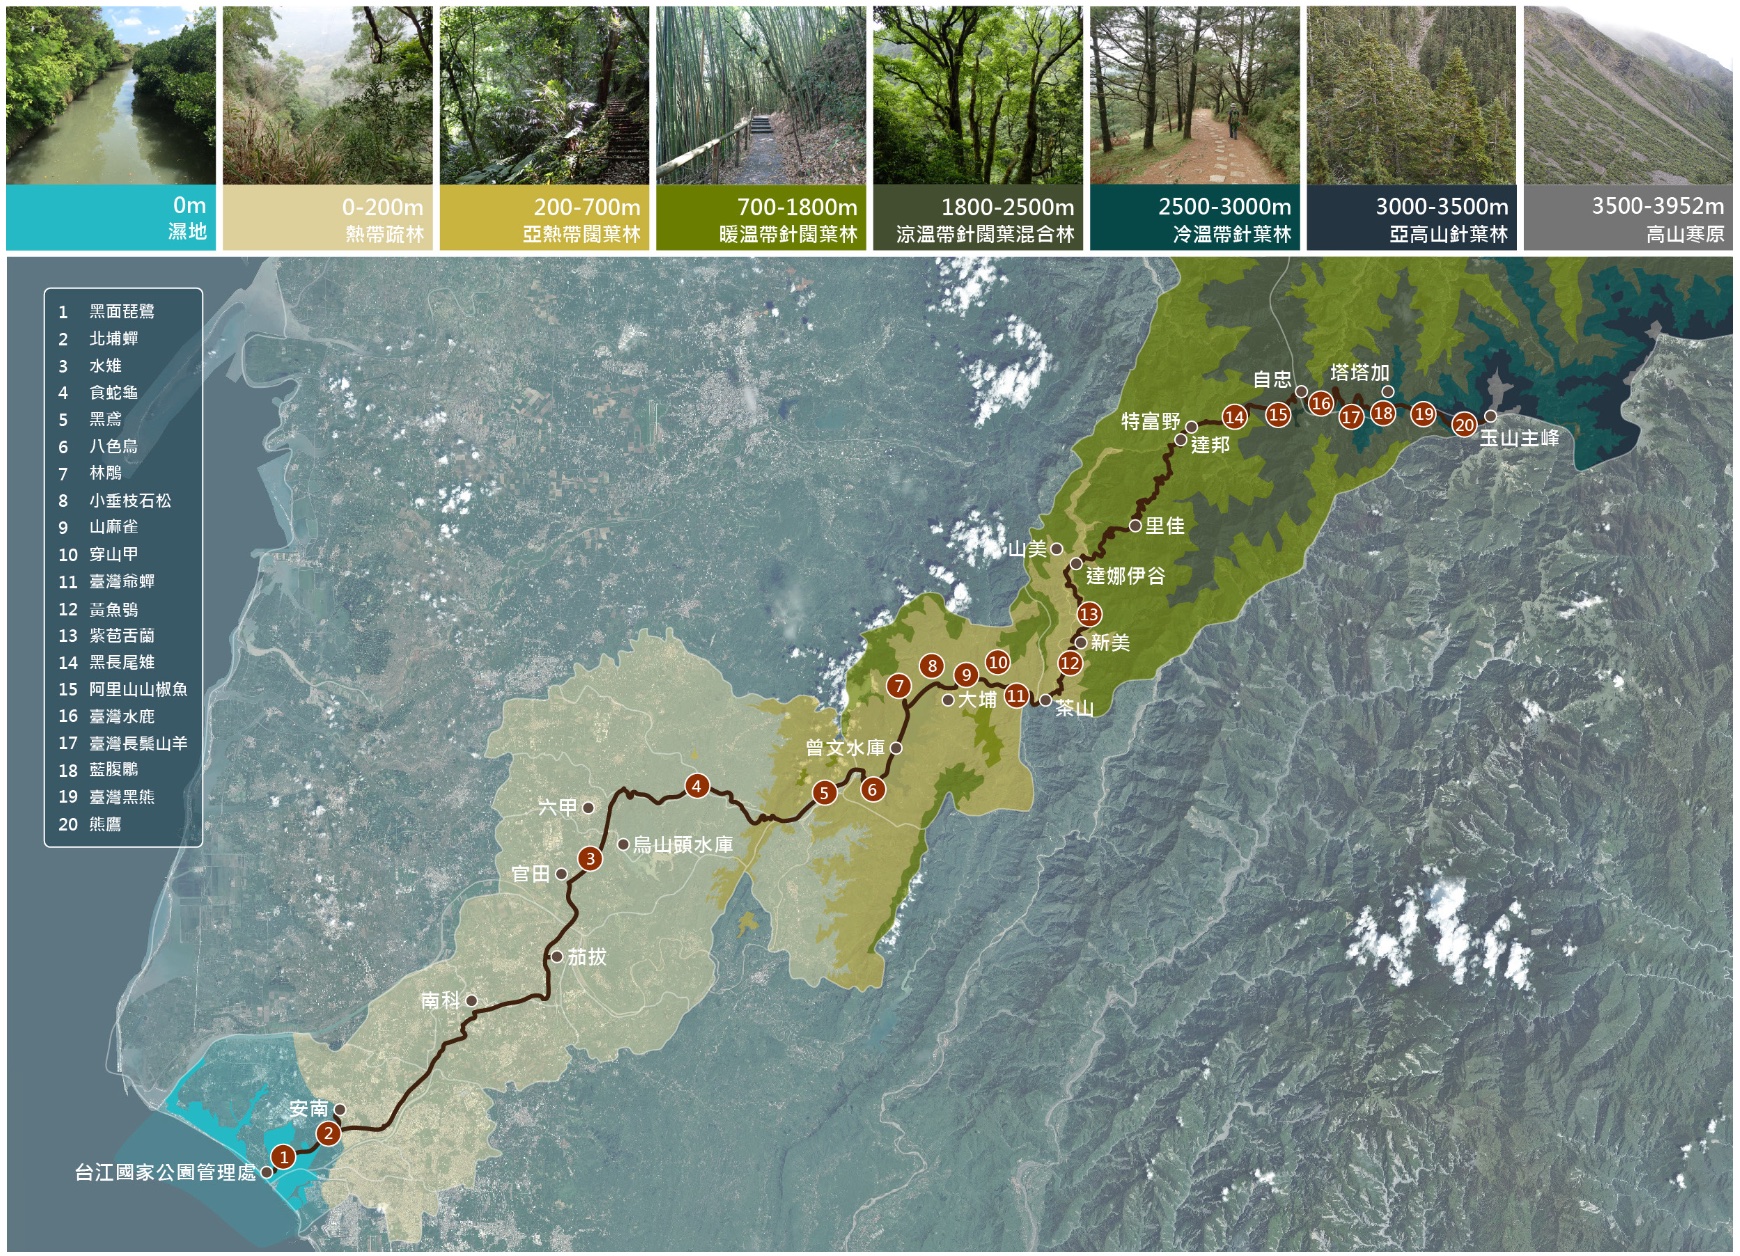 0m
濕地
0-200m
熱帶疏林
200-700m
亞熱帶闊葉林
700-1800m
暖溫帶針闊葉林
1800-2500m
涼溫帶針闊葉混合林
2500-3000m
冷溫帶針葉林
3000-3500m
亞高山針葉林
3500-3952m
高山寒原
1 黑面琵鷺
2 北埔蟬
3 水雉
4 食蛇龜
5 黑鳶
6 八色鳥
7 林鵰
8 小垂枝石松
9 山麻雀
10 穿山甲
11 臺灣爺蟬
12 黃魚鴞
13 紫苞舌蘭
14 黑長尾雉
15 阿里山山椒魚
16 臺灣水鹿
17 臺灣長鬃山羊
18 藍腹鷴
19 臺灣黑熊
20 熊鷹
塔塔加
自忠
16
14
15
17
18
19
20
特富野
玉山主峰
達邦
里佳
山美
達娜伊谷
13
新美
12
10
8
9
7
11
大埔
茶山
曾文水庫
4
5
6
六甲
烏山頭水庫
3
官田
茄拔
南科
安南
2
1
台江國家公園管理處